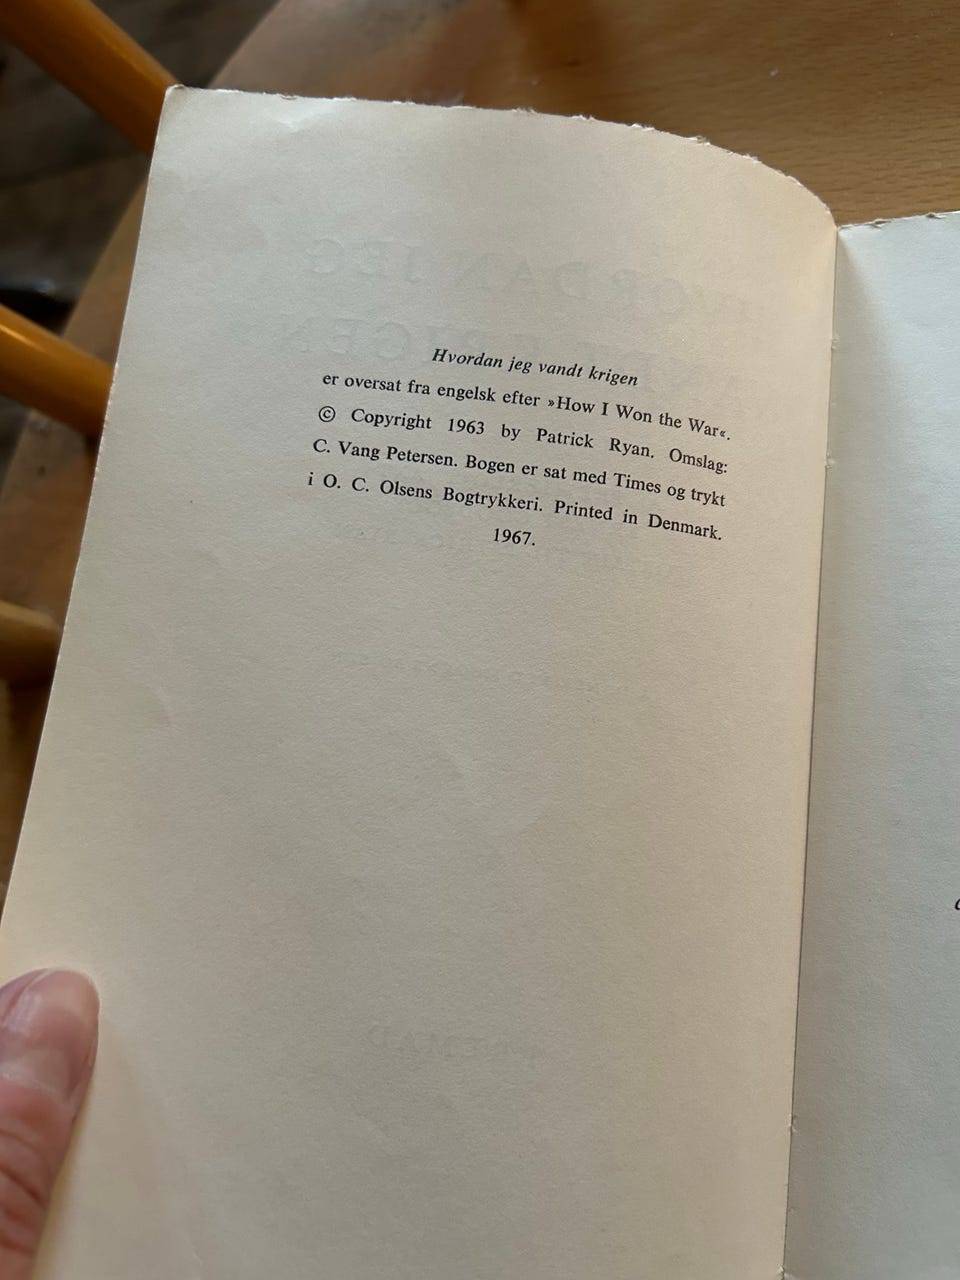 Hvordan jeg vandt krigen
er oversat fra engelsk efter »How I Won the War«.
© Copyright 1963 by Patrick Ryan. Omslag:
C. Vang Petersen. Bogen er sat med Times og trykt
i O. C. Olsens Bogtrykkeri. Printed in Denmark.
1967.